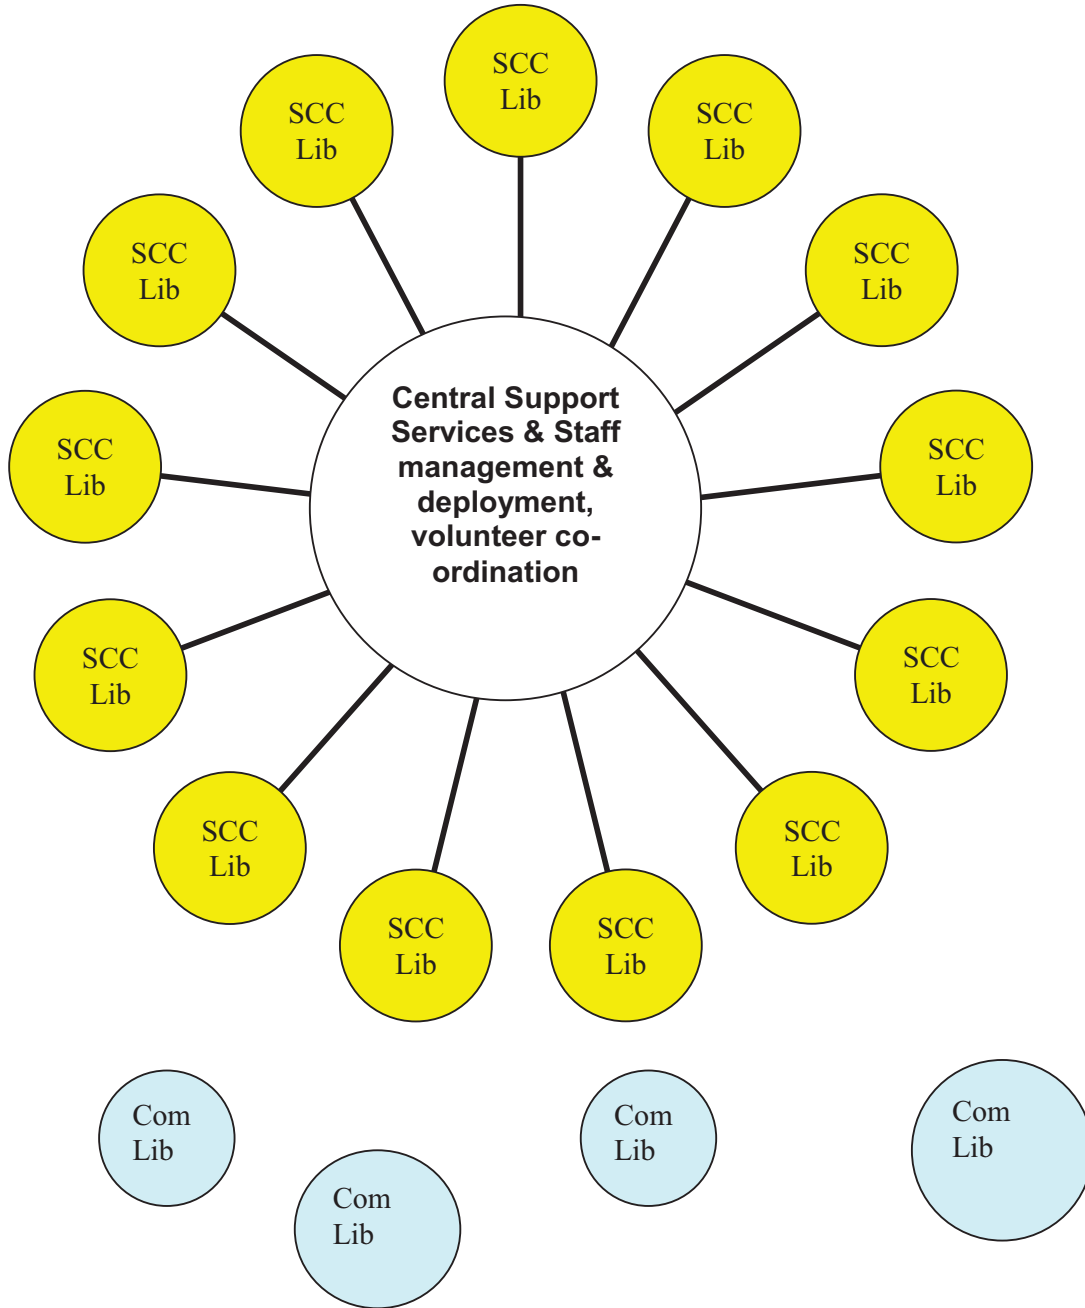 SCC
Lib
SCC
Lib
SCC
Lib
SCC
Lib
SCC
Lib
Central Support
Services & Staff
management &
deployment,
volunteer co-
ordination
SCC
Lib
SCC
Lib
SCC
Lib
SCC
Lib
SCC
Lib
SCC
Lib
SCC
Lib
SCC
Lib
Com
Lib
Com
Lib
Com
Lib
Com
Lib